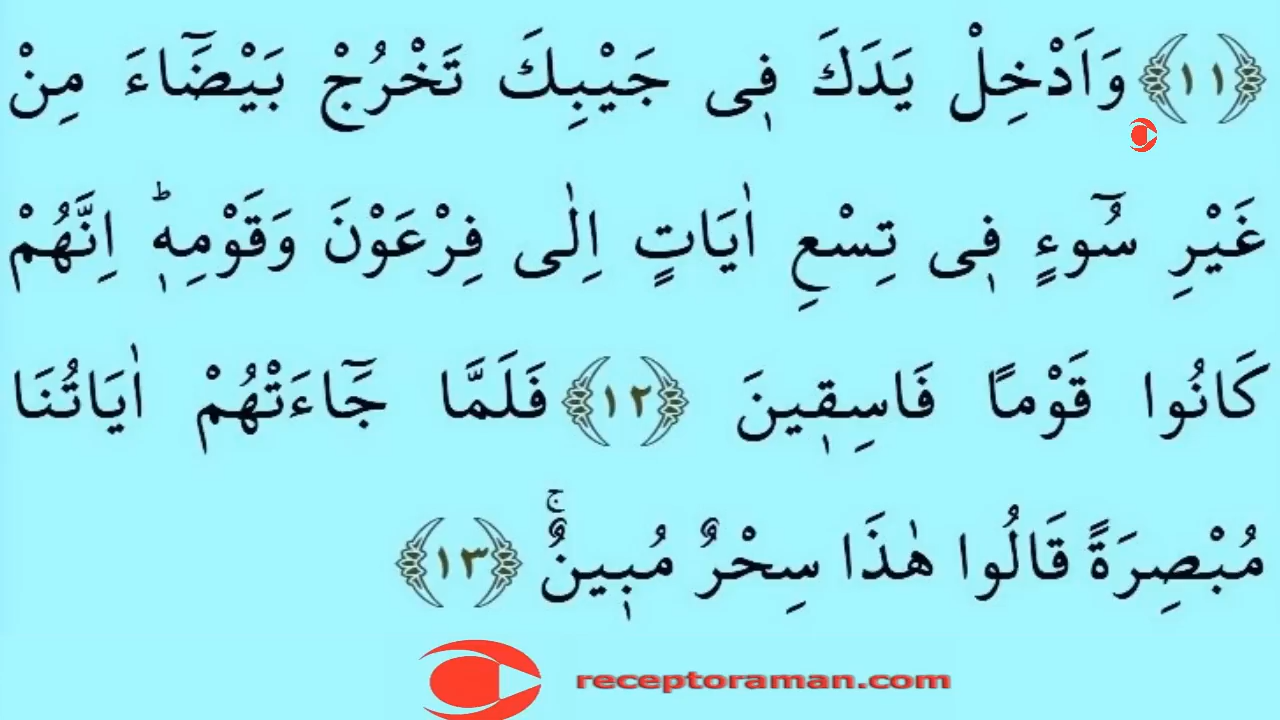 ﴿١١﴾ وَاَدْخِلْ يَدَكَ ف۪ى جَيْبِكَ تَخْرُجْ بَيْضَٓاءَ مِنْ
غَيْرِ سُٓوءٍ ف۪ى تِسْعِ اٰيَاتٍ اِلٰى فِرْعَوْنَ وَقَوْمِه۪ۜ اِنَّهُمْ
كَانُوا قَوْمًا فَاسِق۪ينَ ﴿١٢﴾ فَلَمَّا جَٓاءَتْهُمْ اٰيَاتُنَا
مُبْصِرَةً قَالُوا هٰذَا سِحْرٌ مُب۪ينٌۚ ﴿١٣﴾
receptoraman.com